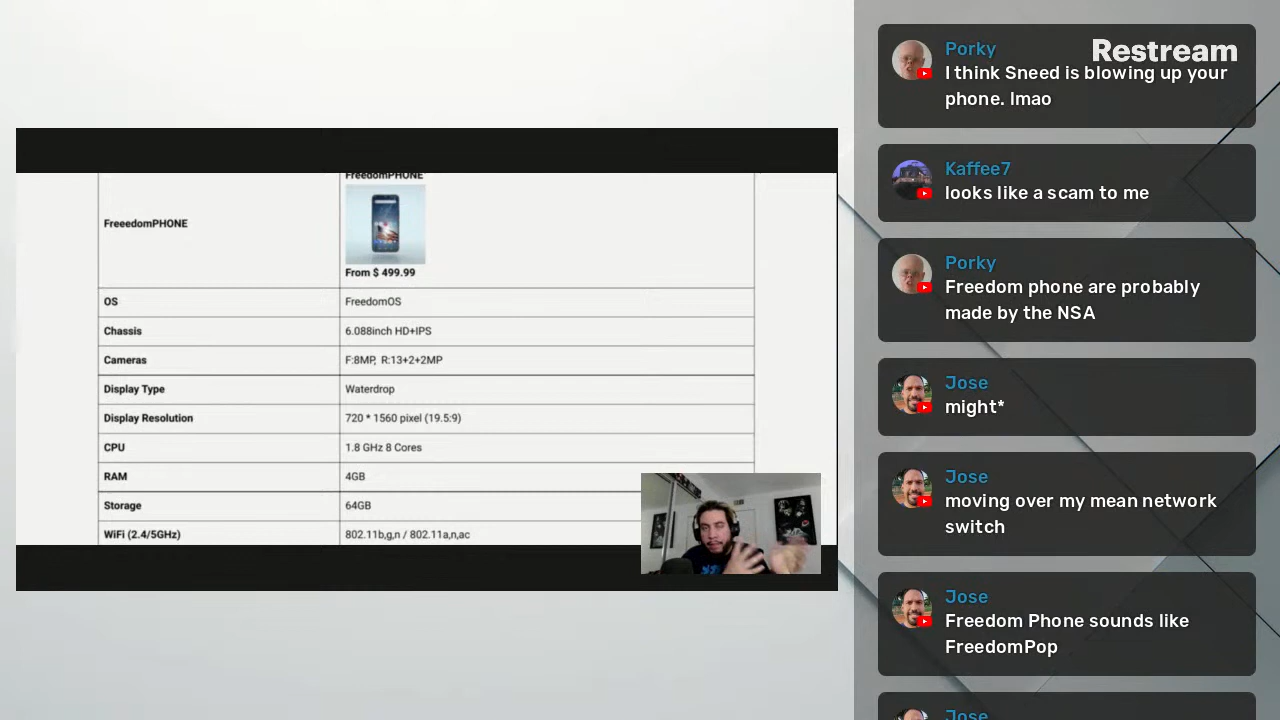 FreedomPHONE
FreeedomPHONE
From $ 499.99
OS FreedomOS
Chassis 6.088inch HD+IPS
Cameras F:8MP, R:13+2+2MP
Display Type Waterdrop
Display Resolution 720 * 1560 pixel (19.5:9)
CPU 1.8 GHz 8 Cores
RAM 4GB
Storage 64GB
WiFi (2.4/5GHz) 802.11b,g,n / 802.11a,n,ac
Restream
Porky
I think Sneed is blowing up your
phone. lmao
Kaffee7
looks like a scam to me
Porky
Freedom phone are probably
made by the NSA
Jose
might*
Jose
moving over my mean network
switch
Jose
Freedom Phone sounds like
FreedomPop
Jose